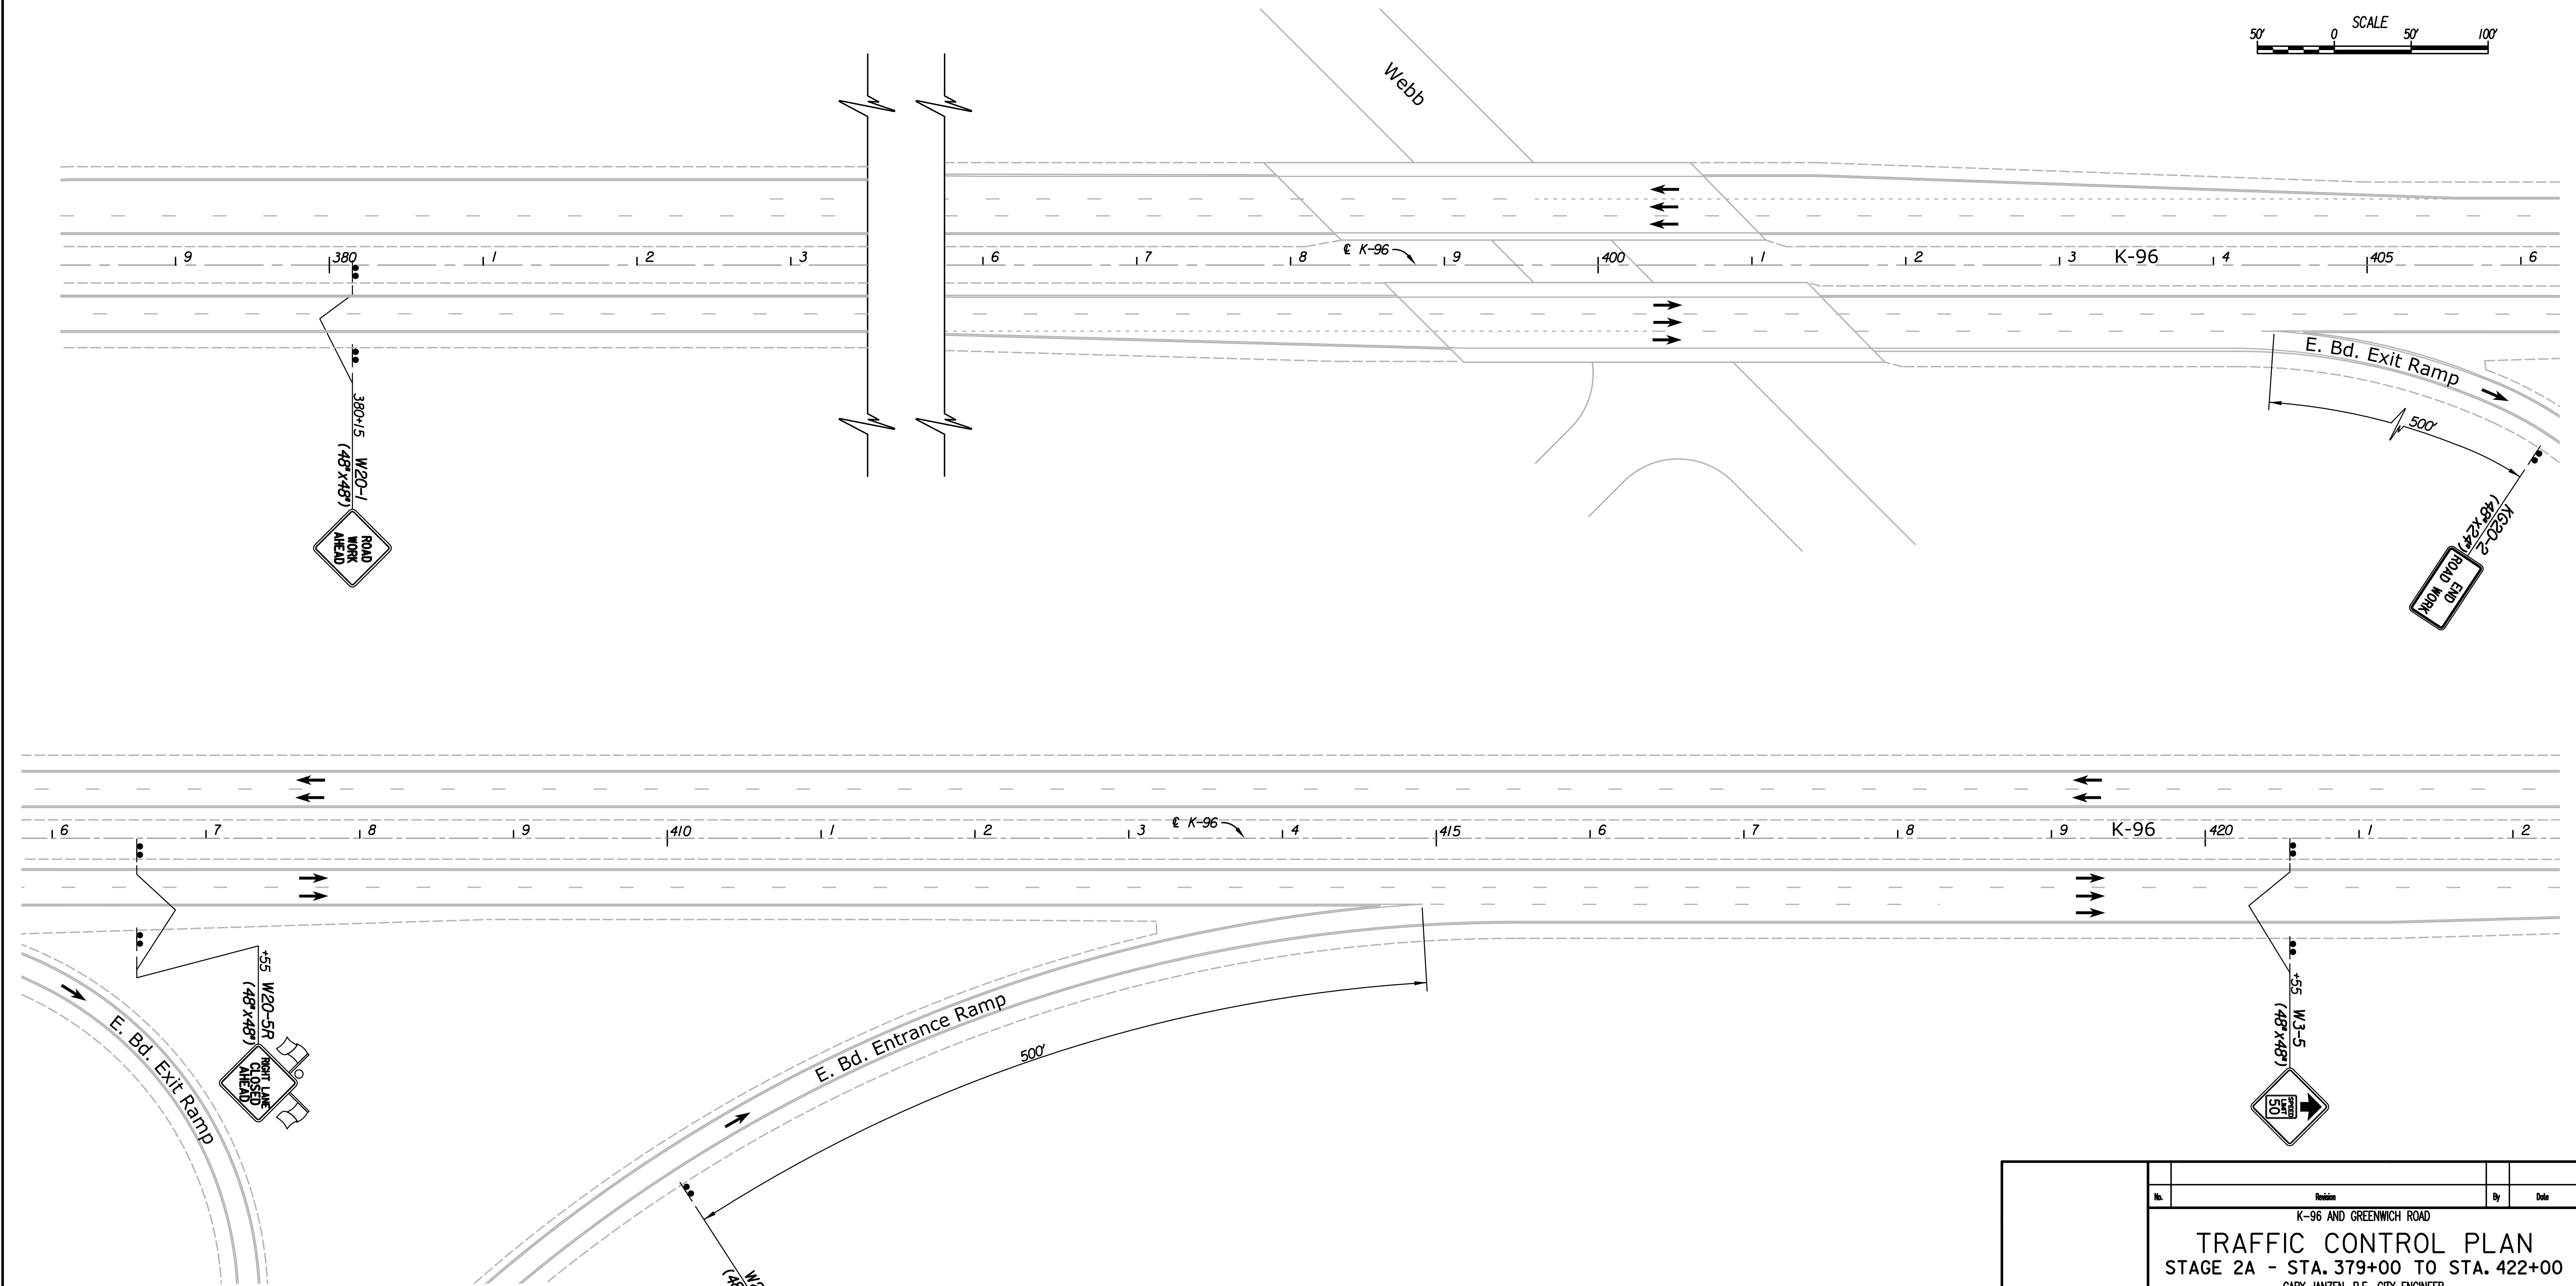 SCALE
50' 0 50' 100'
Webb
℄ K-96
9 380 1 2 3 6 7 8 9 400 1 2 3 K-96 4 405 6
E. Bd. Exit Ramp
500'
380+15 W20-1
(48"x48")
ROAD
WORK
AHEAD
KG20-2
(48"x24")
END
ROAD WORK
℄ K-96
6 7 8 9 410 1 2 3 4 415 6 7 8 9 K-96 420 1 2
+55 W20-5R
(48"x48")
RIGHT LANE
CLOSED
AHEAD
E. Bd. Exit Ramp
E. Bd. Entrance Ramp
500'
+55 W3-5
(48"x48")
SPEED
LIMIT
50
No. Revision By Date
K-96 AND GREENWICH ROAD
TRAFFIC CONTROL PLAN
STAGE 2A - STA. 379+00 TO STA. 422+00
GARY JANZEN, P.E. CITY ENGINEER